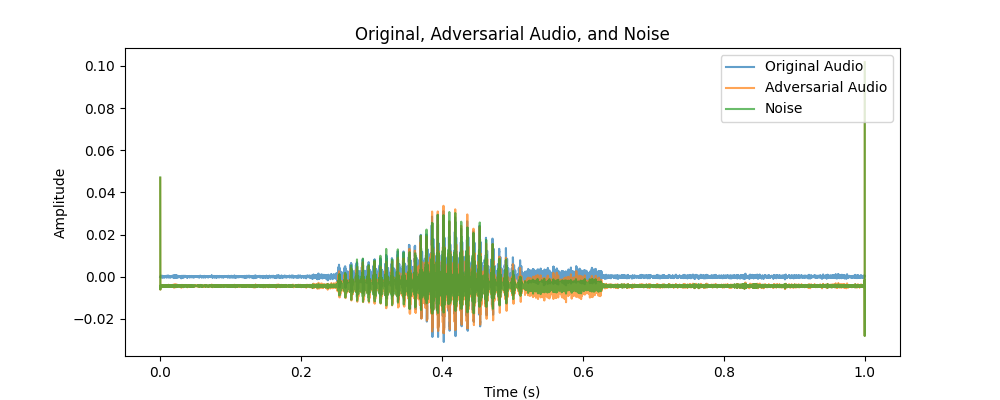 Original, Adversarial Audio, and Noise
Original Audio
Adversarial Audio
Noise
Amplitude
0.10
0.08
0.06
0.04
0.02
0.00
−0.02
0.0
0.2
0.4
0.6
0.8
1.0
Time (s)